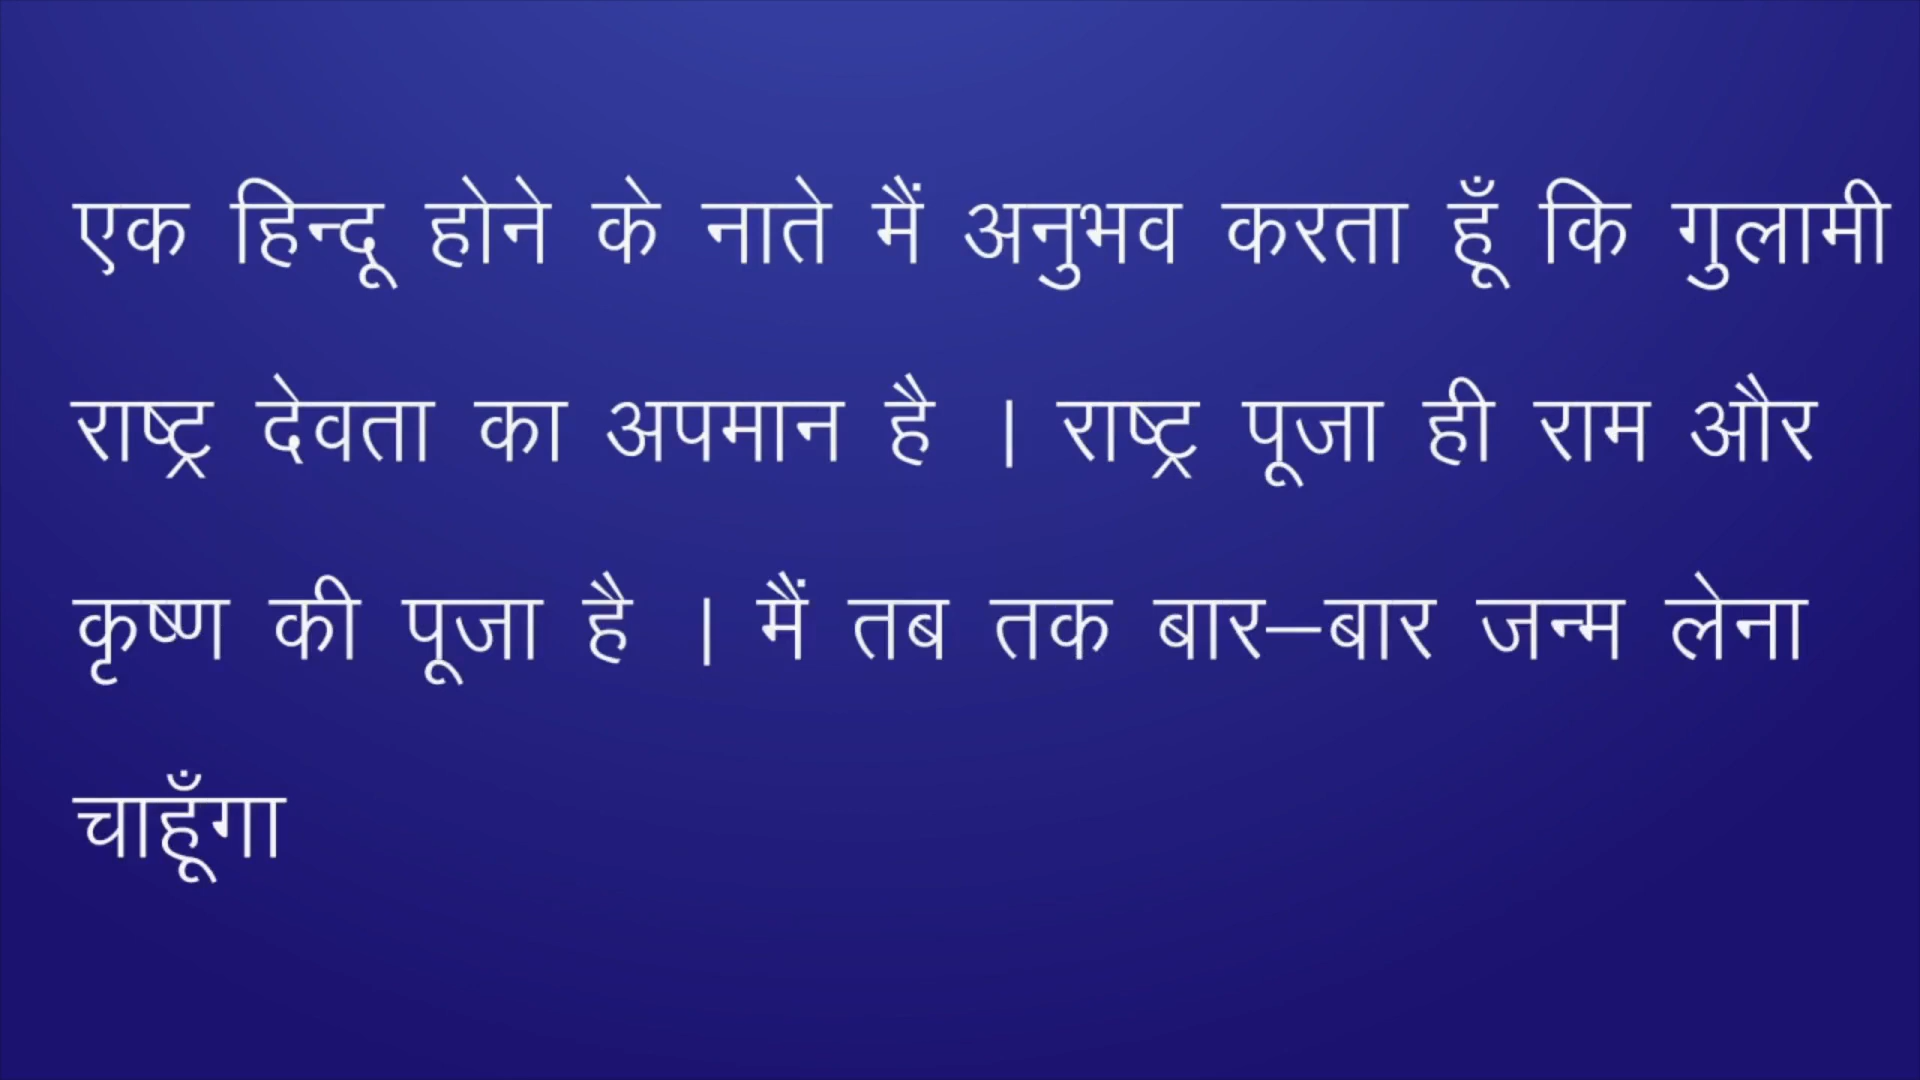 एक हिन्दू होने के नाते मैं अनुभव करता हूँ कि गुलामी
राष्ट्र देवता का अपमान है । राष्ट्र पूजा ही राम और
कृष्ण की पूजा है । मैं तब तक बार–बार जन्म लेना
चाहूँगा